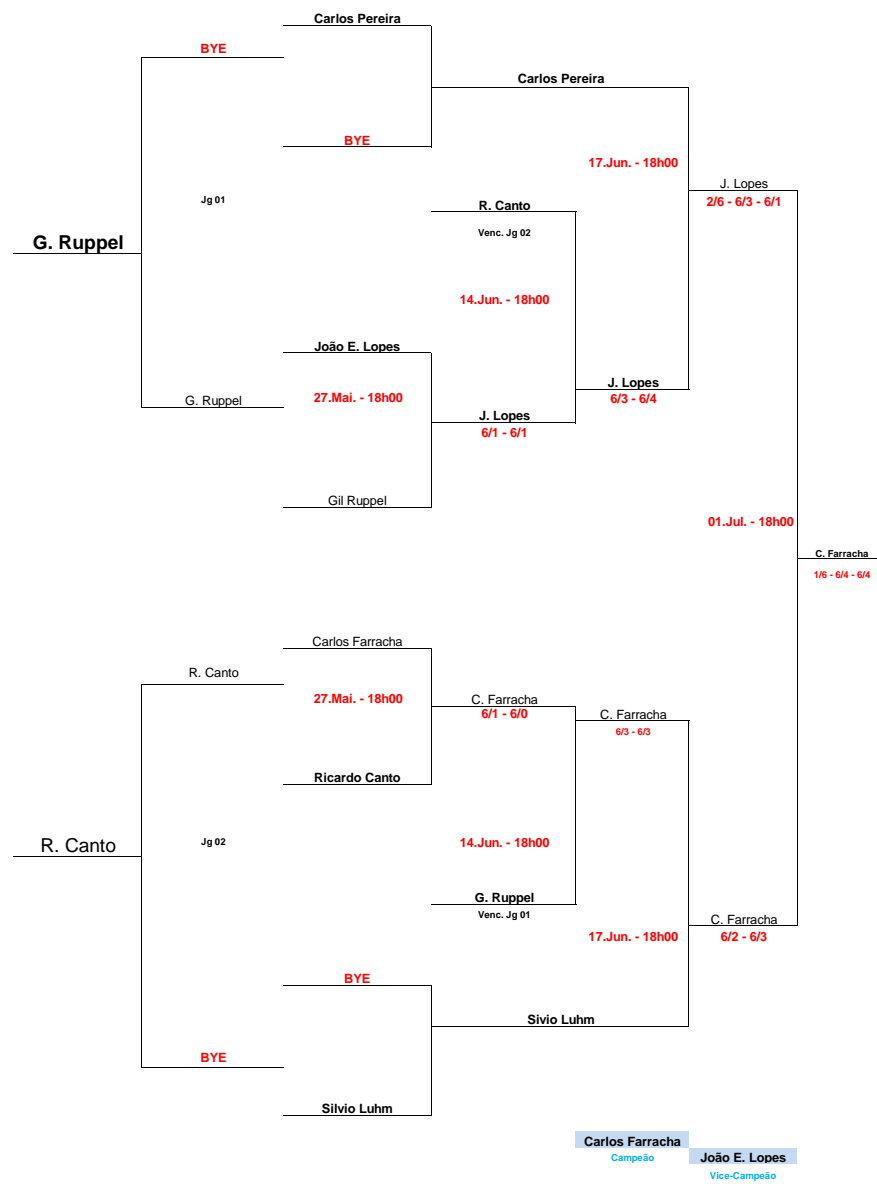 Carlos Pereira
BYE
Carlos Pereira
BYE
17.Jun. - 18h00
J. Lopes
2/6 - 6/3 - 6/1
Jg 01
R. Canto
Venc. Jg 02
G. Ruppel
14.Jun. - 18h00
João E. Lopes
J. Lopes
6/3 - 6/4
27.Mai. - 18h00
G. Ruppel
J. Lopes
6/1 - 6/1
Gil Ruppel
01.Jul. - 18h00
C. Farracha
1/6 - 6/4 - 6/4
Carlos Farracha
R. Canto
27.Mai. - 18h00
C. Farracha
6/1 - 6/0
C. Farracha
6/3 - 6/3
Ricardo Canto
R. Canto
Jg 02
14.Jun. - 18h00
G. Ruppel
Venc. Jg 01
C. Farracha
17.Jun. - 18h00
6/2 - 6/3
BYE
Sivio Luhm
BYE
Silvio Luhm
Carlos Farracha
Campeão
João E. Lopes
Vice-Campeão